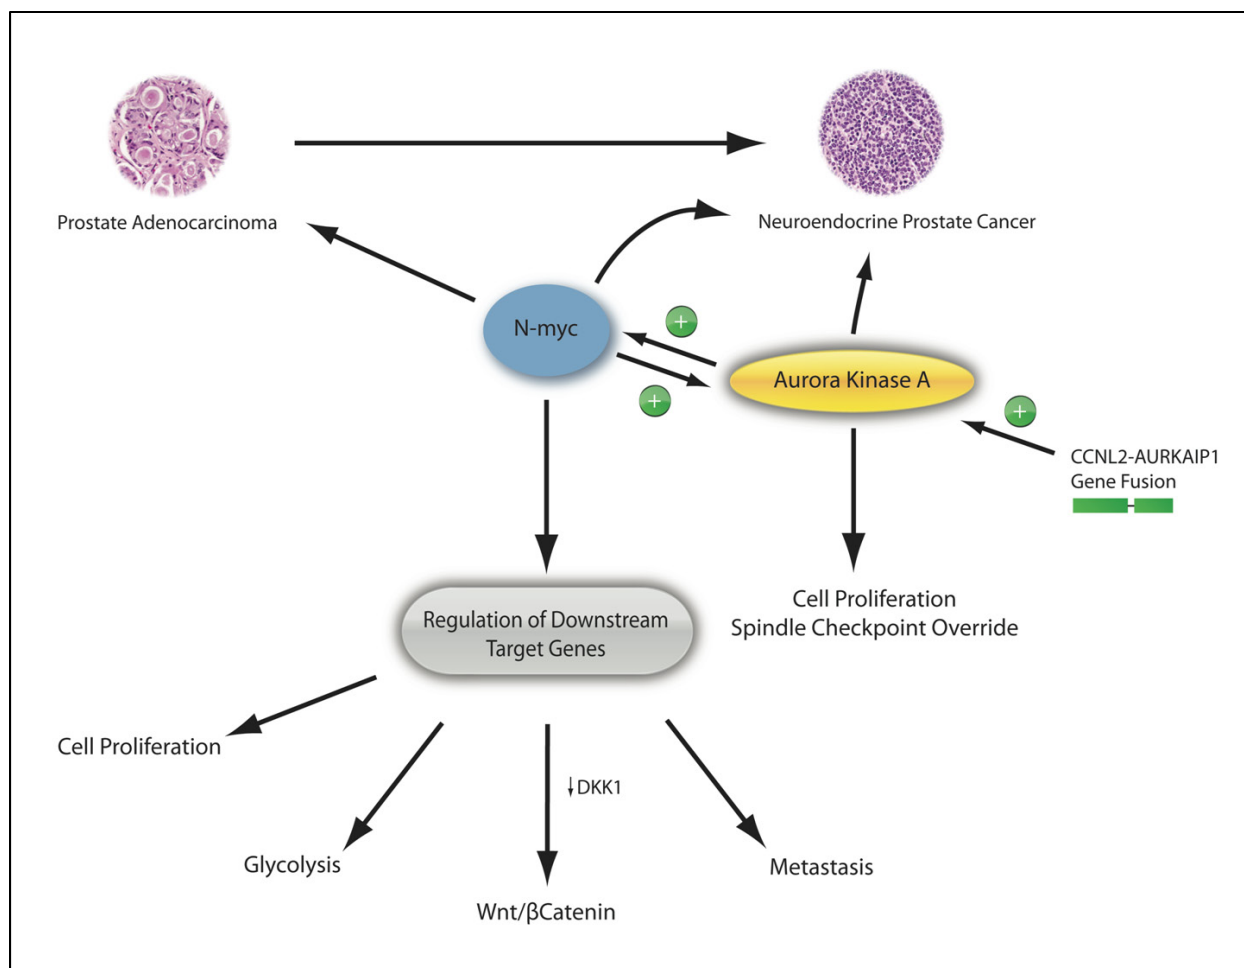 Prostate Adenocarcinoma
Neuroendocrine Prostate Cancer
N-myc
+
+
Aurora Kinase A
+
CCNL2-AURKAIP1
Gene Fusion
Regulation of Downstream
Target Genes
Cell Proliferation
Spindle Checkpoint Override
Cell Proliferation
↓DKK1
Glycolysis
Metastasis
Wnt/βCatenin